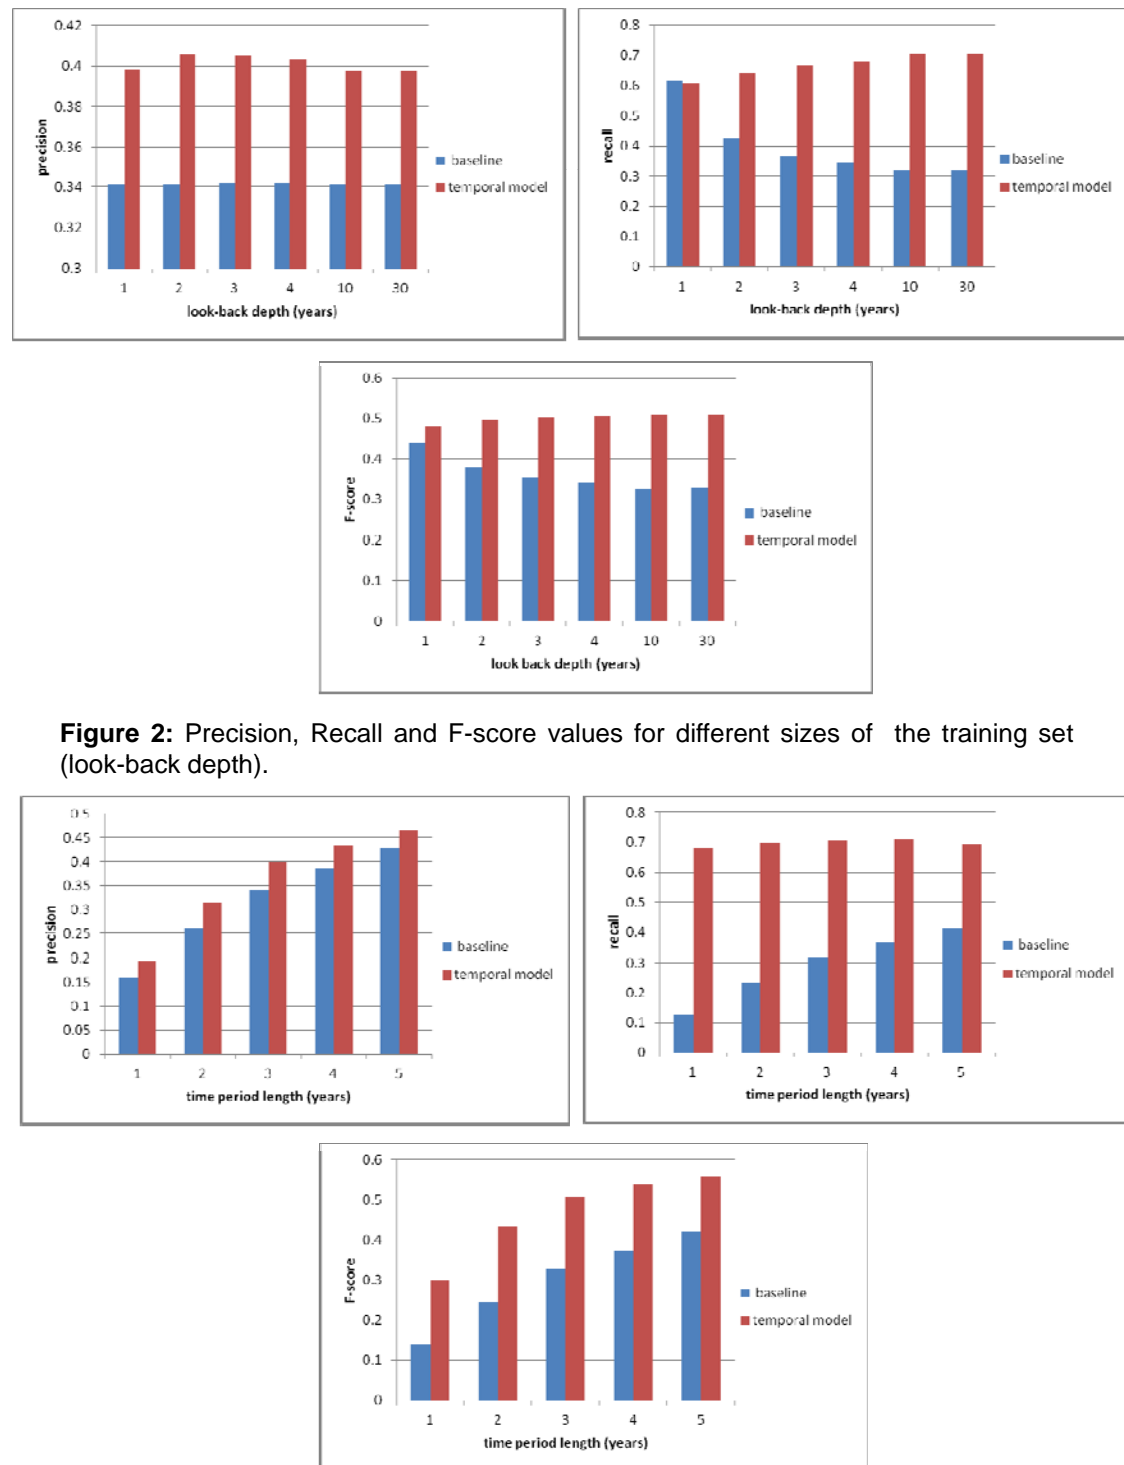 0.42
0.4
0.38
0.36
0.34
0.32
0.3
precision
1 2 3 4 10 30
look-back depth (years)
baseline
temporal model
0.8
0.7
0.6
0.5
0.4
0.3
0.2
0.1
0
recall
1 2 3 4 10 30
look-back depth (years)
baseline
temporal model
0.6
0.5
0.4
0.3
0.2
0.1
0
F-score
1 2 3 4 10 30
look back depth (years)
baseline
temporal model
Figure 2: Precision, Recall and F-score values for different sizes of the training set
(look-back depth).
0.5
0.45
0.4
0.35
0.3
0.25
0.2
0.15
0.1
0.05
0
precision
1 2 3 4 5
time period length (years)
baseline
temporal model
0.8
0.7
0.6
0.5
0.4
0.3
0.2
0.1
0
recall
1 2 3 4 5
time period length (years)
baseline
temporal model
0.6
0.5
0.4
0.3
0.2
0.1
0
F-score
1 2 3 4 5
time period length (years)
baseline
temporal model